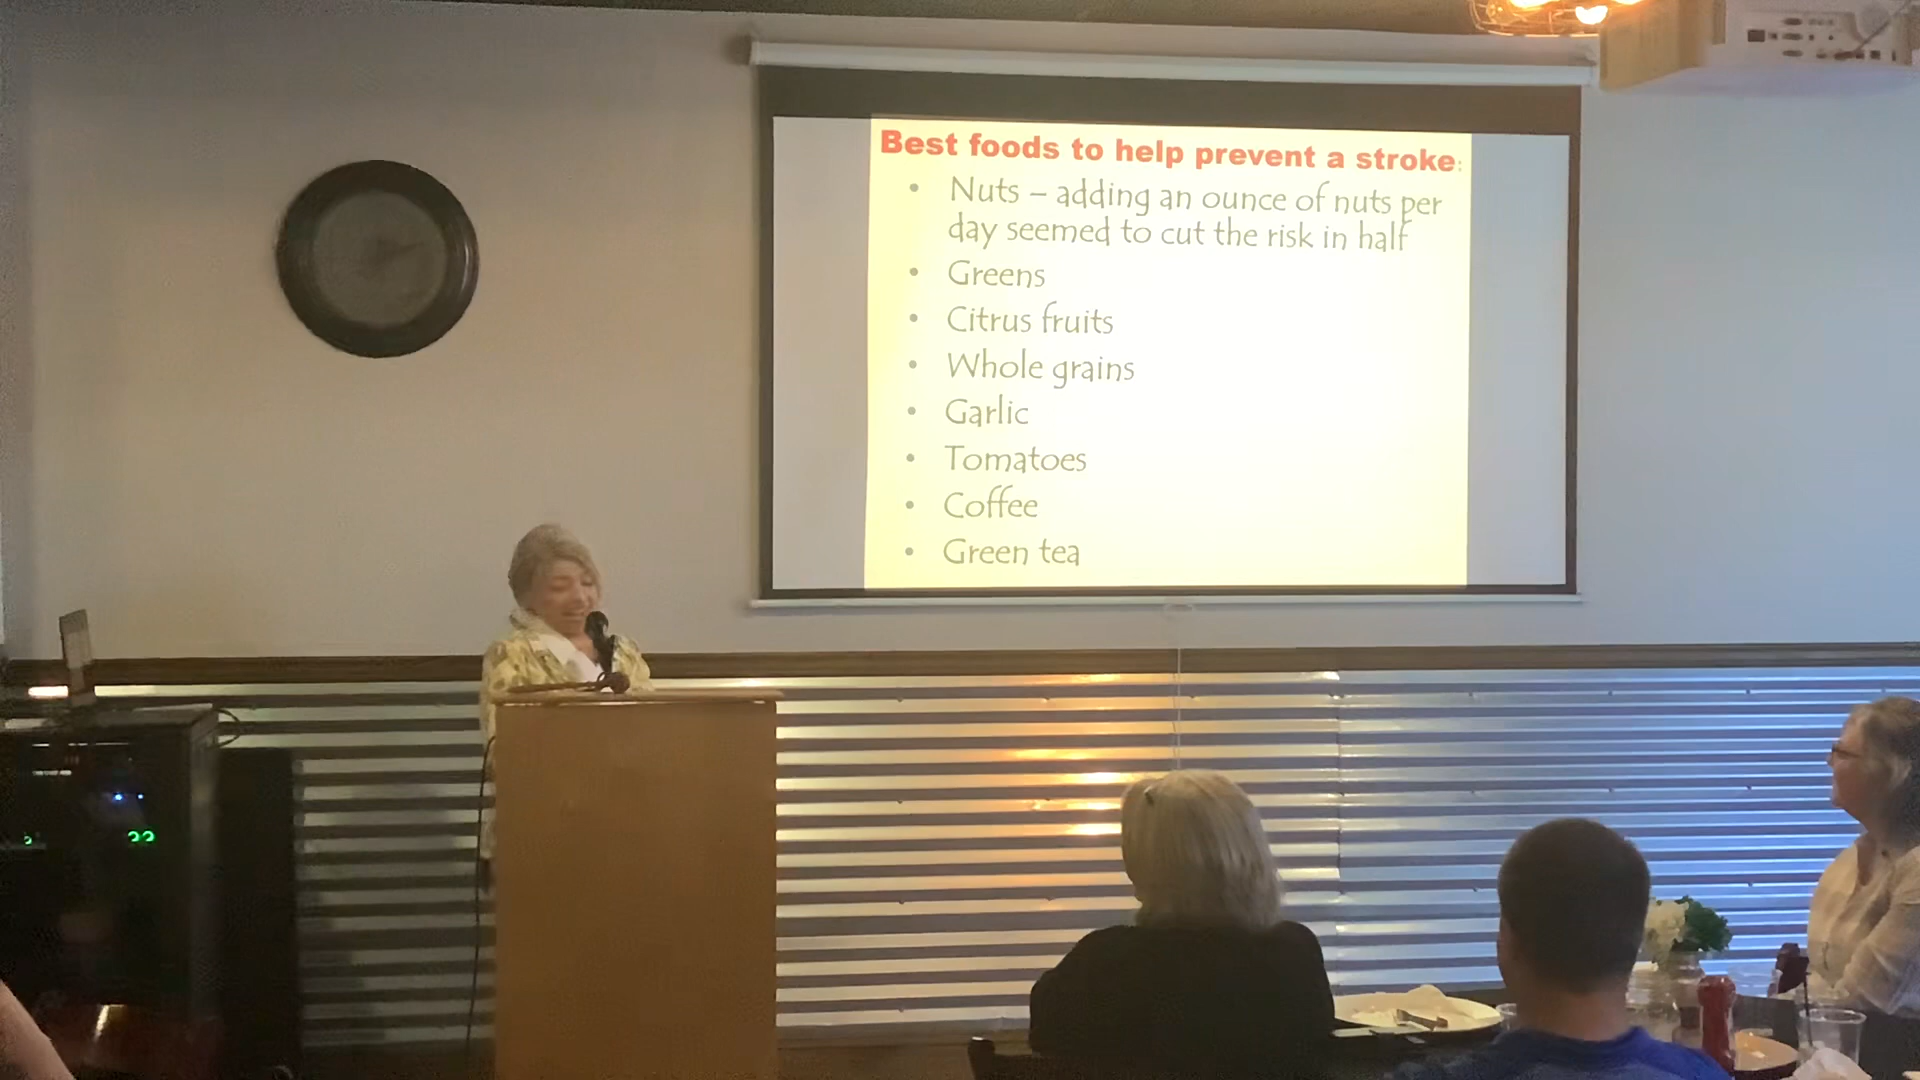 Best foods to help prevent a stroke:
• Nuts – adding an ounce of nuts per
day seemed to cut the risk in half
• Greens
• Citrus fruits
• Whole grains
• Garlic
• Tomatoes
• Coffee
• Green tea